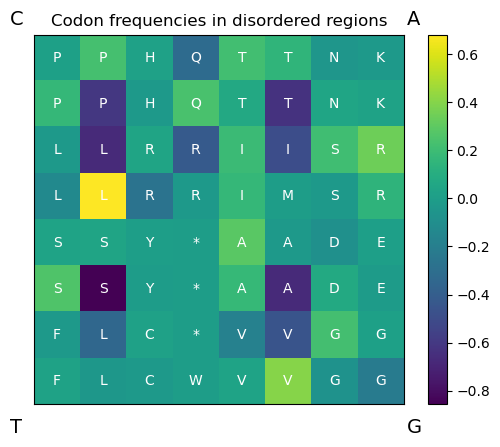 C Codon frequencies in disordered regions A
P P H Q T T N K
P P H Q T T N K
L L R R I I S R
L L R R I M S R
S S Y * A A D E
S S Y * A A D E
F L C * V V G G
F L C W V V G G
T G
0.6
0.4
0.2
0.0
−0.2
−0.4
−0.6
−0.8